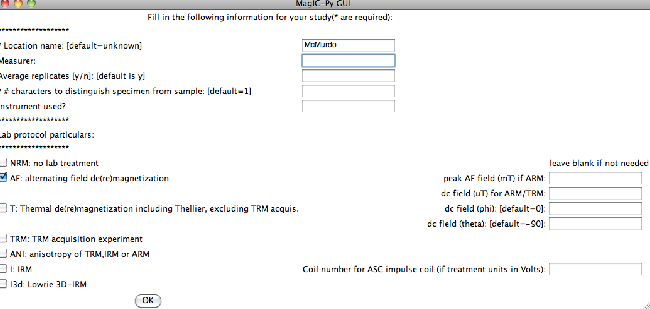 MagIC-Py GUI
Fill in the following information for your study(* are required):
*******************
* Location name: [default=unknown] McMurdo
Measurer:
Average replicates [y/n]: [default is y]
* # characters to distinguish specimen from sample: [default=1]
Instrument used?
*******************
Lab protocol particulars:
*******************
NRM: no lab treatment leave blank if not needed
AF: alternating field de(re)magnetization peak AF field (mT) if ARM:
dc field (uT) for ARM/TRM:
T: Thermal de(re)magnetization including Thellier, excluding TRM acquis. dc field (phi): [default=0]:
dc field (theta): [default=-90]:
TRM: TRM acquisition experiment
ANI: anisotropy of TRM,IRM or ARM
I: IRM Coil number for ASC impulse coil (if treatment units in Volts):
I3d: Lowrie 3D-IRM
OK